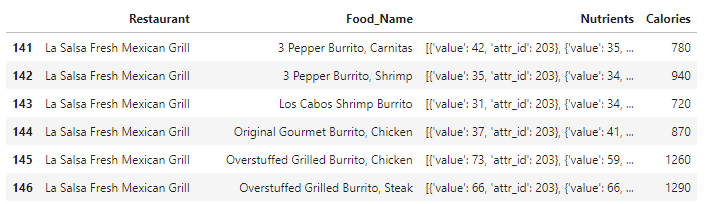 Restaurant Food_Name Nutrients Calories
141 La Salsa Fresh Mexican Grill 3 Pepper Burrito, Carnitas [{'value': 42, 'attr_id': 203}, {'value': 35, ... 780
142 La Salsa Fresh Mexican Grill 3 Pepper Burrito, Shrimp [{'value': 35, 'attr_id': 203}, {'value': 34, ... 940
143 La Salsa Fresh Mexican Grill Los Cabos Shrimp Burrito [{'value': 31, 'attr_id': 203}, {'value': 34, ... 720
144 La Salsa Fresh Mexican Grill Original Gourmet Burrito, Chicken [{'value': 37, 'attr_id': 203}, {'value': 41, ... 870
145 La Salsa Fresh Mexican Grill Overstuffed Grilled Burrito, Chicken [{'value': 73, 'attr_id': 203}, {'value': 59, ... 1260
146 La Salsa Fresh Mexican Grill Overstuffed Grilled Burrito, Steak [{'value': 66, 'attr_id': 203}, {'value': 66, ... 1290